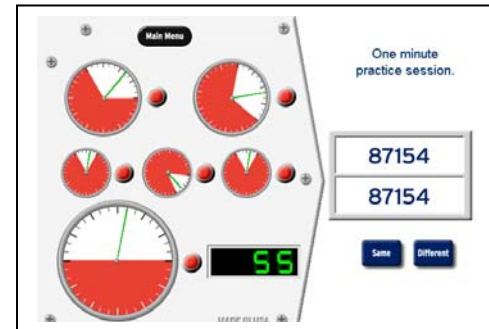 Main Menu
One minute
practice session.
87154
87154
Same Different
55